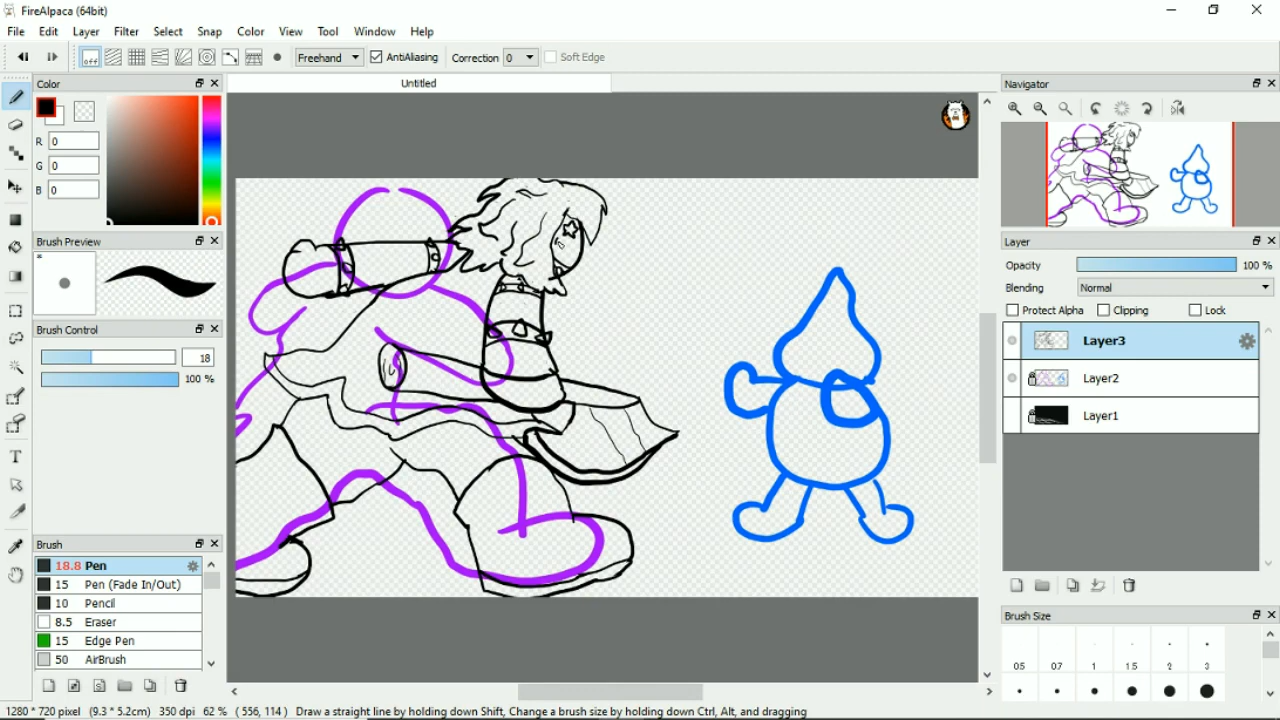 FireAlpaca (64bit)
File Edit Layer Filter Select Snap Color View Tool Window Help
off Freehand AntiAliasing Correction 0 Soft Edge
Color Untitled Navigator
R 0
G 0
B 0
Brush Preview
Layer
Opacity 100 %
Blending Normal
Protect Alpha Clipping Lock
Brush Control
18
100 %
Layer3
Layer2
Layer1
Brush
18.8 Pen
15 Pen (Fade In/Out)
10 Pencil
8.5 Eraser
15 Edge Pen
50 AirBrush
Brush Size
0.5 0.7 1 1.5 2 3
1280 * 720 pixel (9.3 * 5.2cm) 350 dpi 62 % ( 556, 114 ) Draw a straight line by holding down Shift, Change a brush size by holding down Ctrl, Alt, and dragging